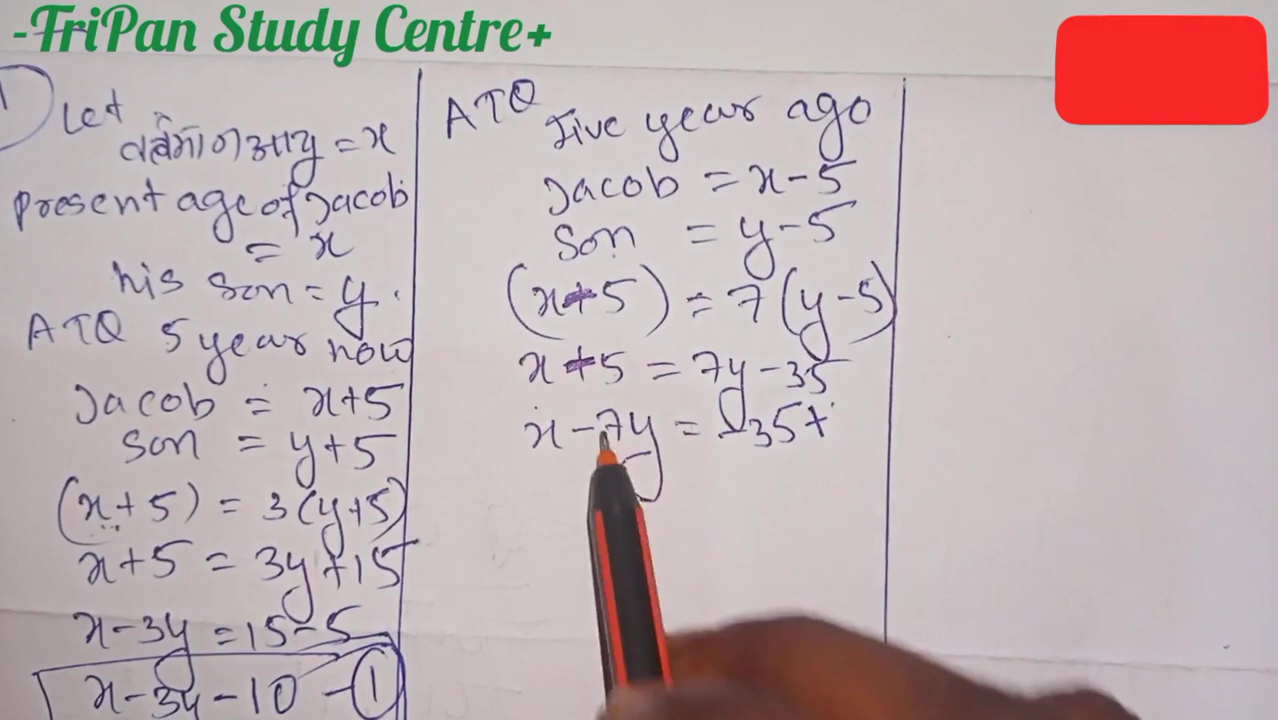 -TriPan Study Centre+
1) Let
वर्तमान आयु = x
present age of Jacob
= x
his son = y.
ATQ 5 year now
Jacob = x+5
son = y+5
(x+5) = 3(y+5)
x+5 = 3y+15
x-3y = 15-5
x-3y-10 -①
ATQ five year ago
Jacob = x-5
son = y-5
(x-5) = 7(y-5)
x-5 = 7y-35
x-7y = -35+